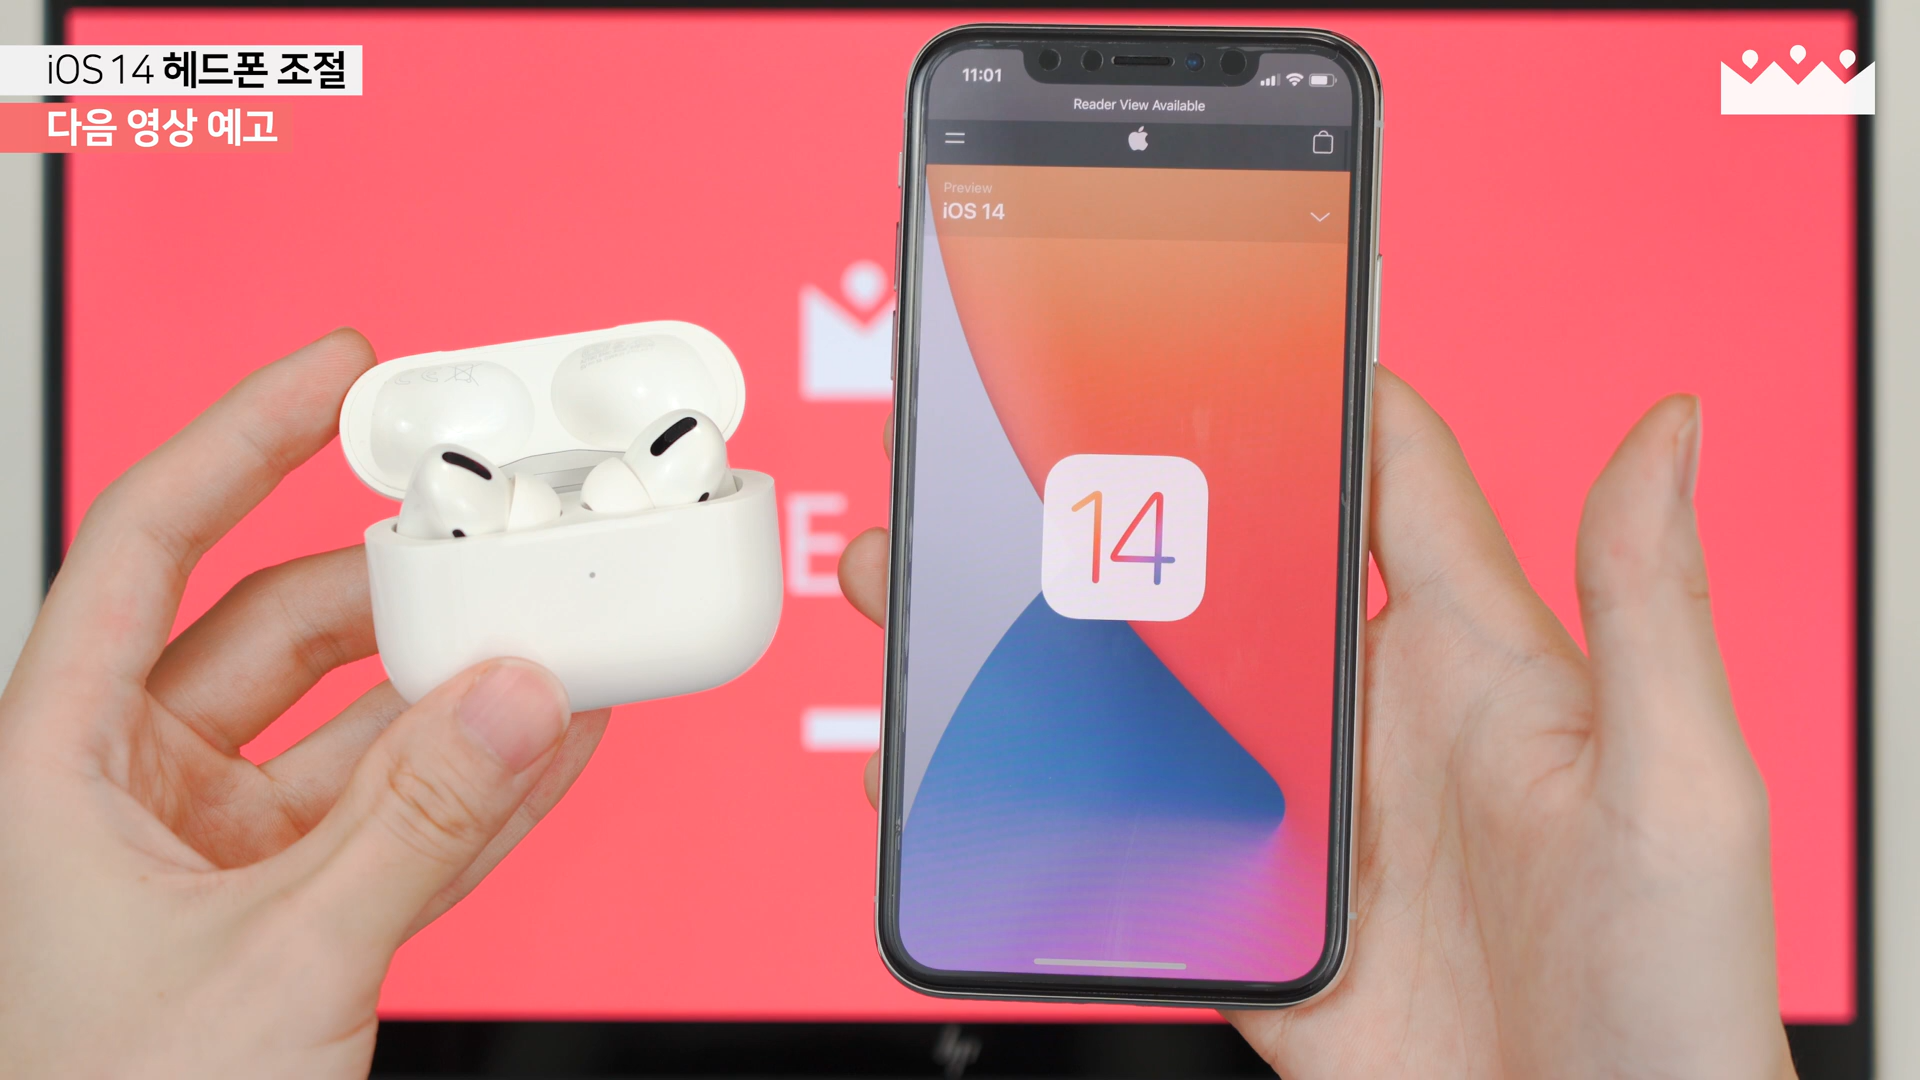 iOS 14 헤드폰 조절
다음 영상 예고
11:01
Reader View Available
Preview
iOS 14
14
E
hp